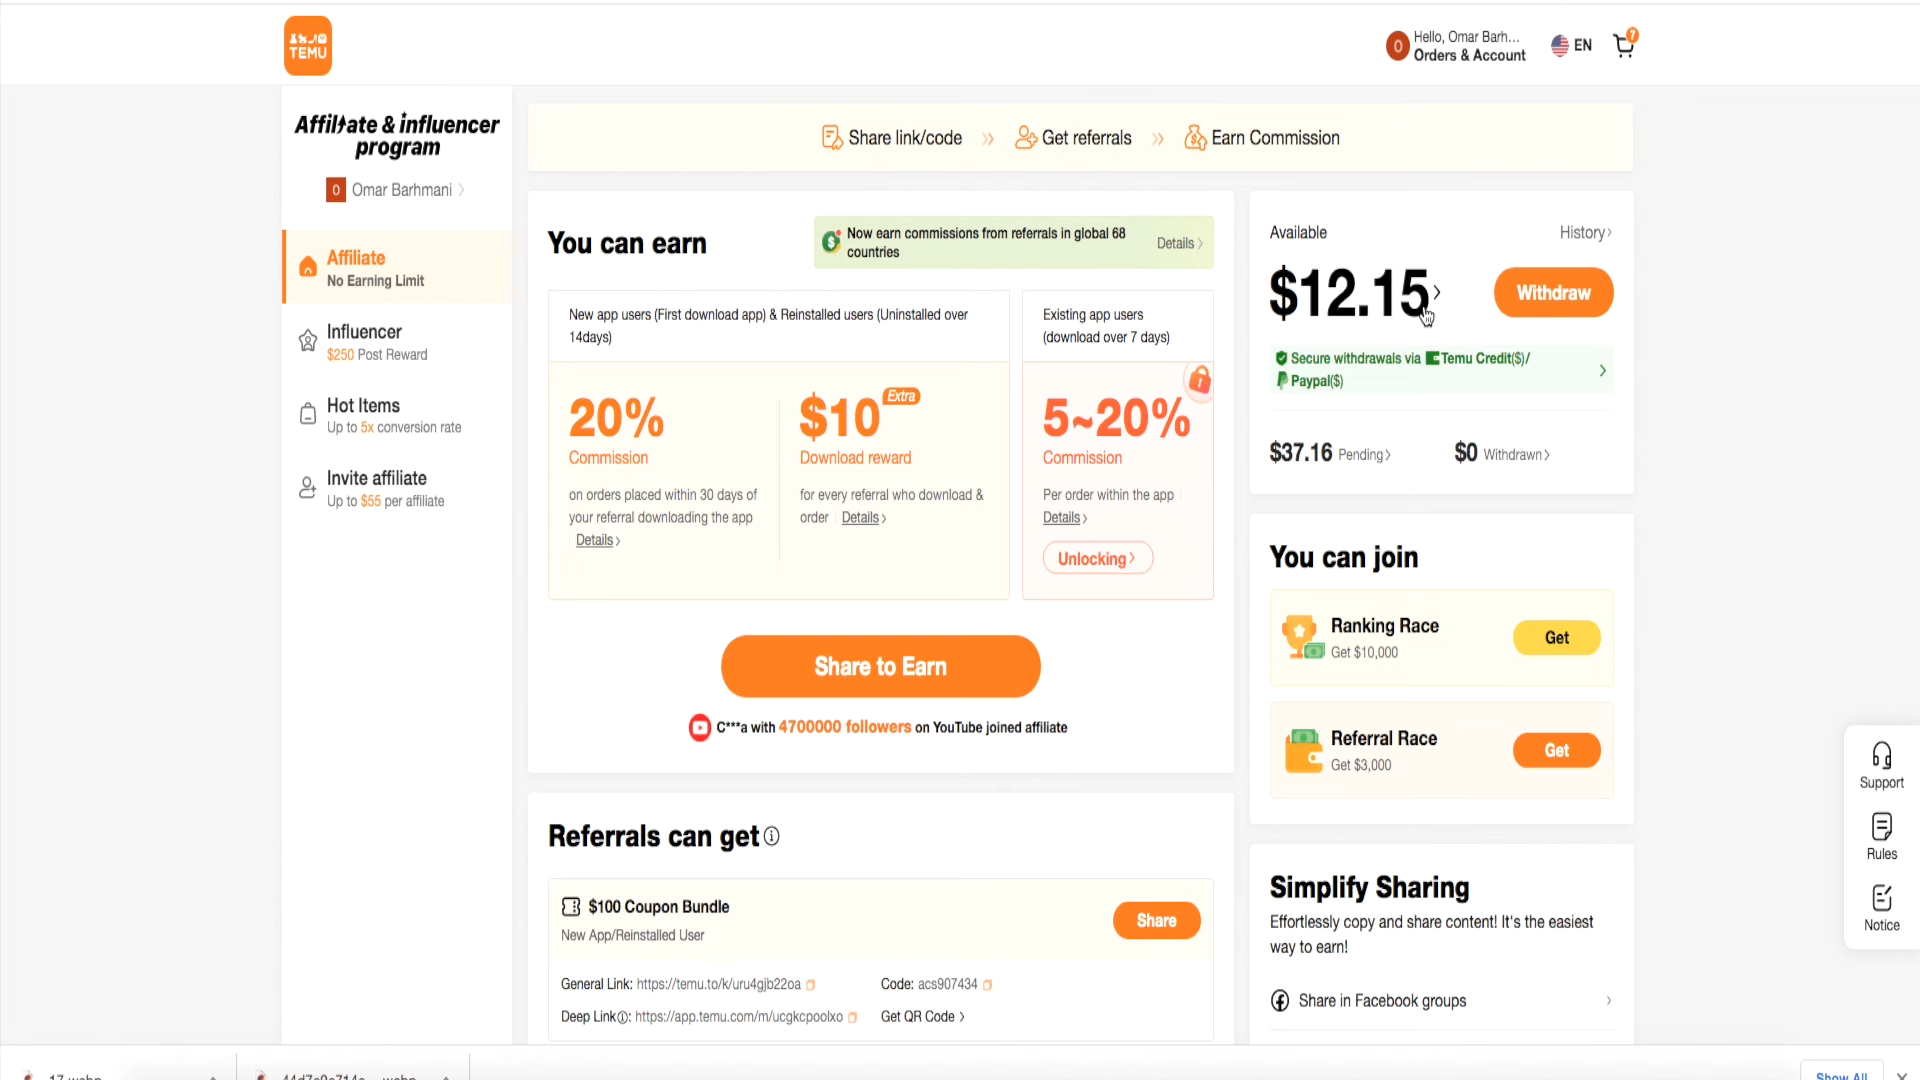 TEMU
Hello, Omar Barh...
Orders & Account
EN
7
Affiliate & influencer
program
O Omar Barhmani
Affiliate
No Earning Limit
Influencer
$250 Post Reward
Hot Items
Up to 5x conversion rate
Invite affiliate
Up to $55 per affiliate
Share link/code
Get referrals
Earn Commission
You can earn
Now earn commissions from referrals in global 68
countries
Details
New app users (First download app) & Reinstalled users (Uninstalled over
14days)
20%
Commission
on orders placed within 30 days of
your referral downloading the app
Details
$10 Extra
Download reward
for every referral who download &
order Details
Existing app users
(download over 7 days)
5~20%
Commission
Per order within the app
Details
Unlocking
Share to Earn
C***a with 4700000 followers on YouTube joined affiliate
Referrals can get
$100 Coupon Bundle
New App/Reinstalled User
Share
General Link: https://temu.to/k/uru4gjb22oa
Code: acs907434
Deep Link: https://app.temu.com/m/ucgkcpoolxo
Get QR Code
Available
History
$12.15
Withdraw
Secure withdrawals via Temu Credit($)/
Paypal($)
$37.16 Pending
$0 Withdrawn
You can join
Ranking Race
Get $10,000
Get
Referral Race
Get $3,000
Get
Simplify Sharing
Effortlessly copy and share content! It's the easiest
way to earn!
Share in Facebook groups
Support
Rules
Notice
Show All